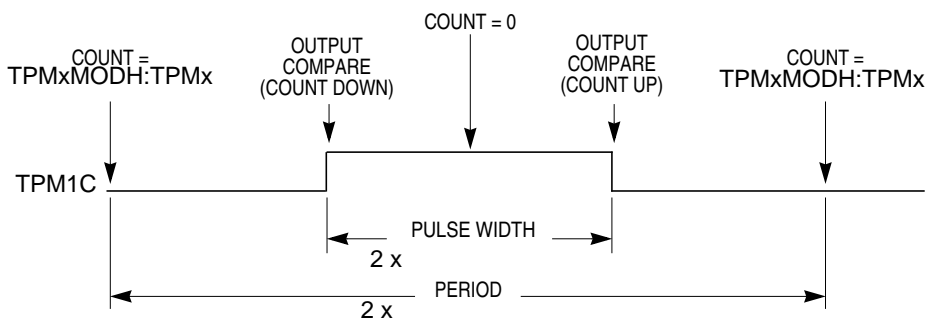 COUNT = 0
COUNT =
TPMxMODH:TPMx
OUTPUT
COMPARE
(COUNT DOWN)
OUTPUT
COMPARE
(COUNT UP)
COUNT =
TPMxMODH:TPMx
TPM1C
PULSE WIDTH
2 x
PERIOD
2 x